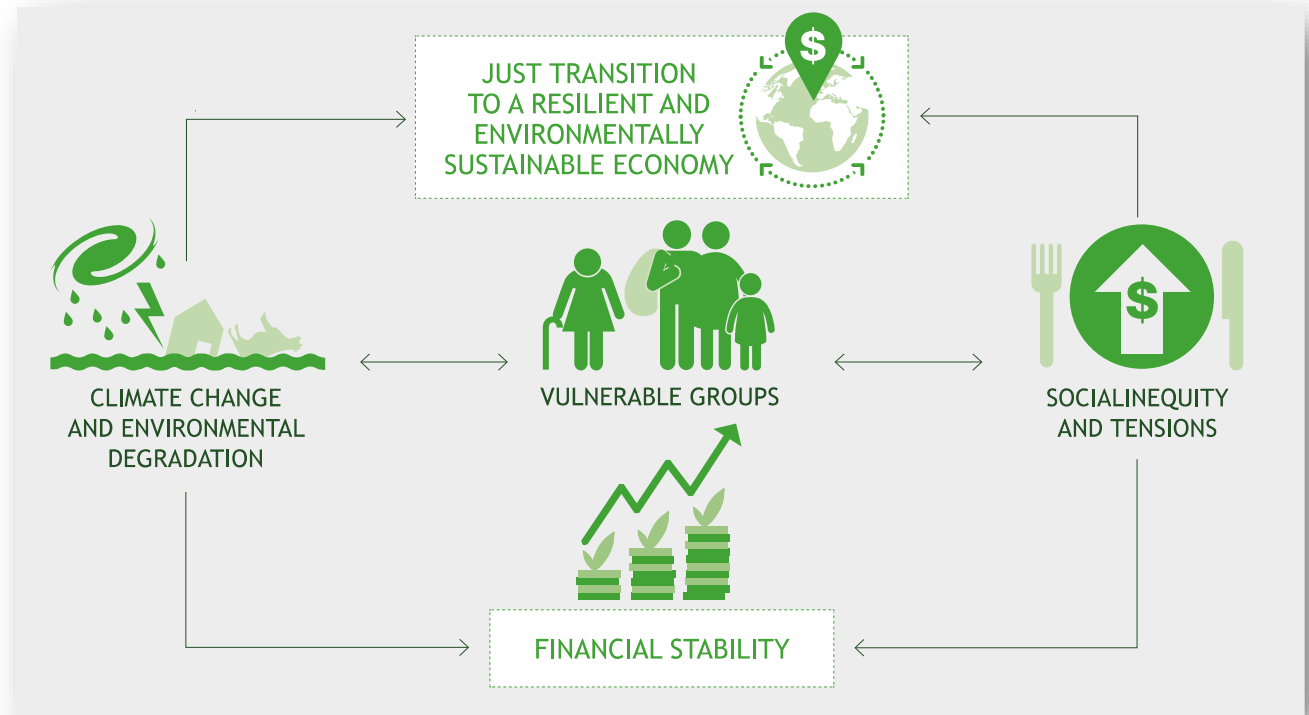 JUST TRANSITION
TO A RESILIENT AND
ENVIRONMENTALLY
SUSTAINABLE ECONOMY
$
CLIMATE CHANGE
AND ENVIRONMENTAL
DEGRADATION
VULNERABLE GROUPS
$
SOCIALINEQUITY
AND TENSIONS
FINANCIAL STABILITY